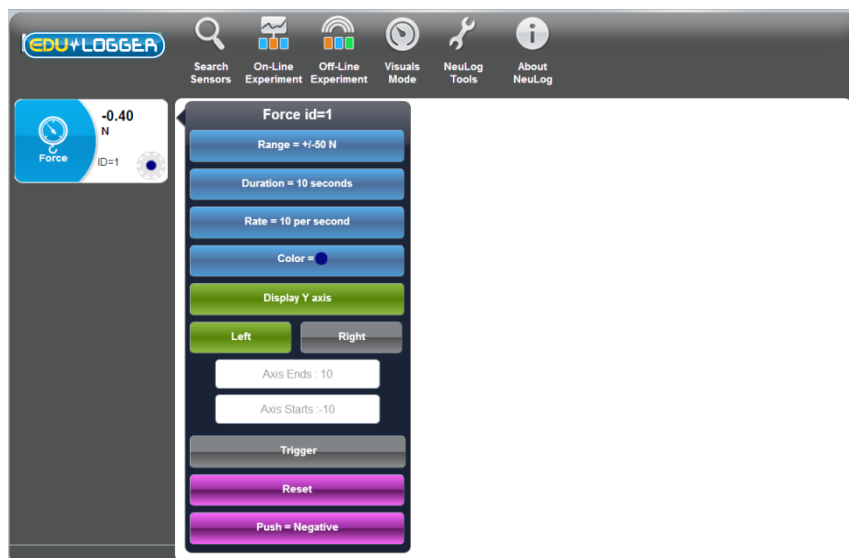 EDU LOGGER
Search Sensors
On-Line Experiment
Off-Line Experiment
Visuals Mode
NeuLog Tools
About NeuLog
-0.40
N
Force
ID=1
Force id=1
Range = +/-50 N
Duration = 10 seconds
Rate = 10 per second
Color =
Display Y axis
Left
Right
Axis Ends : 10
Axis Starts :-10
Trigger
Reset
Push = Negative